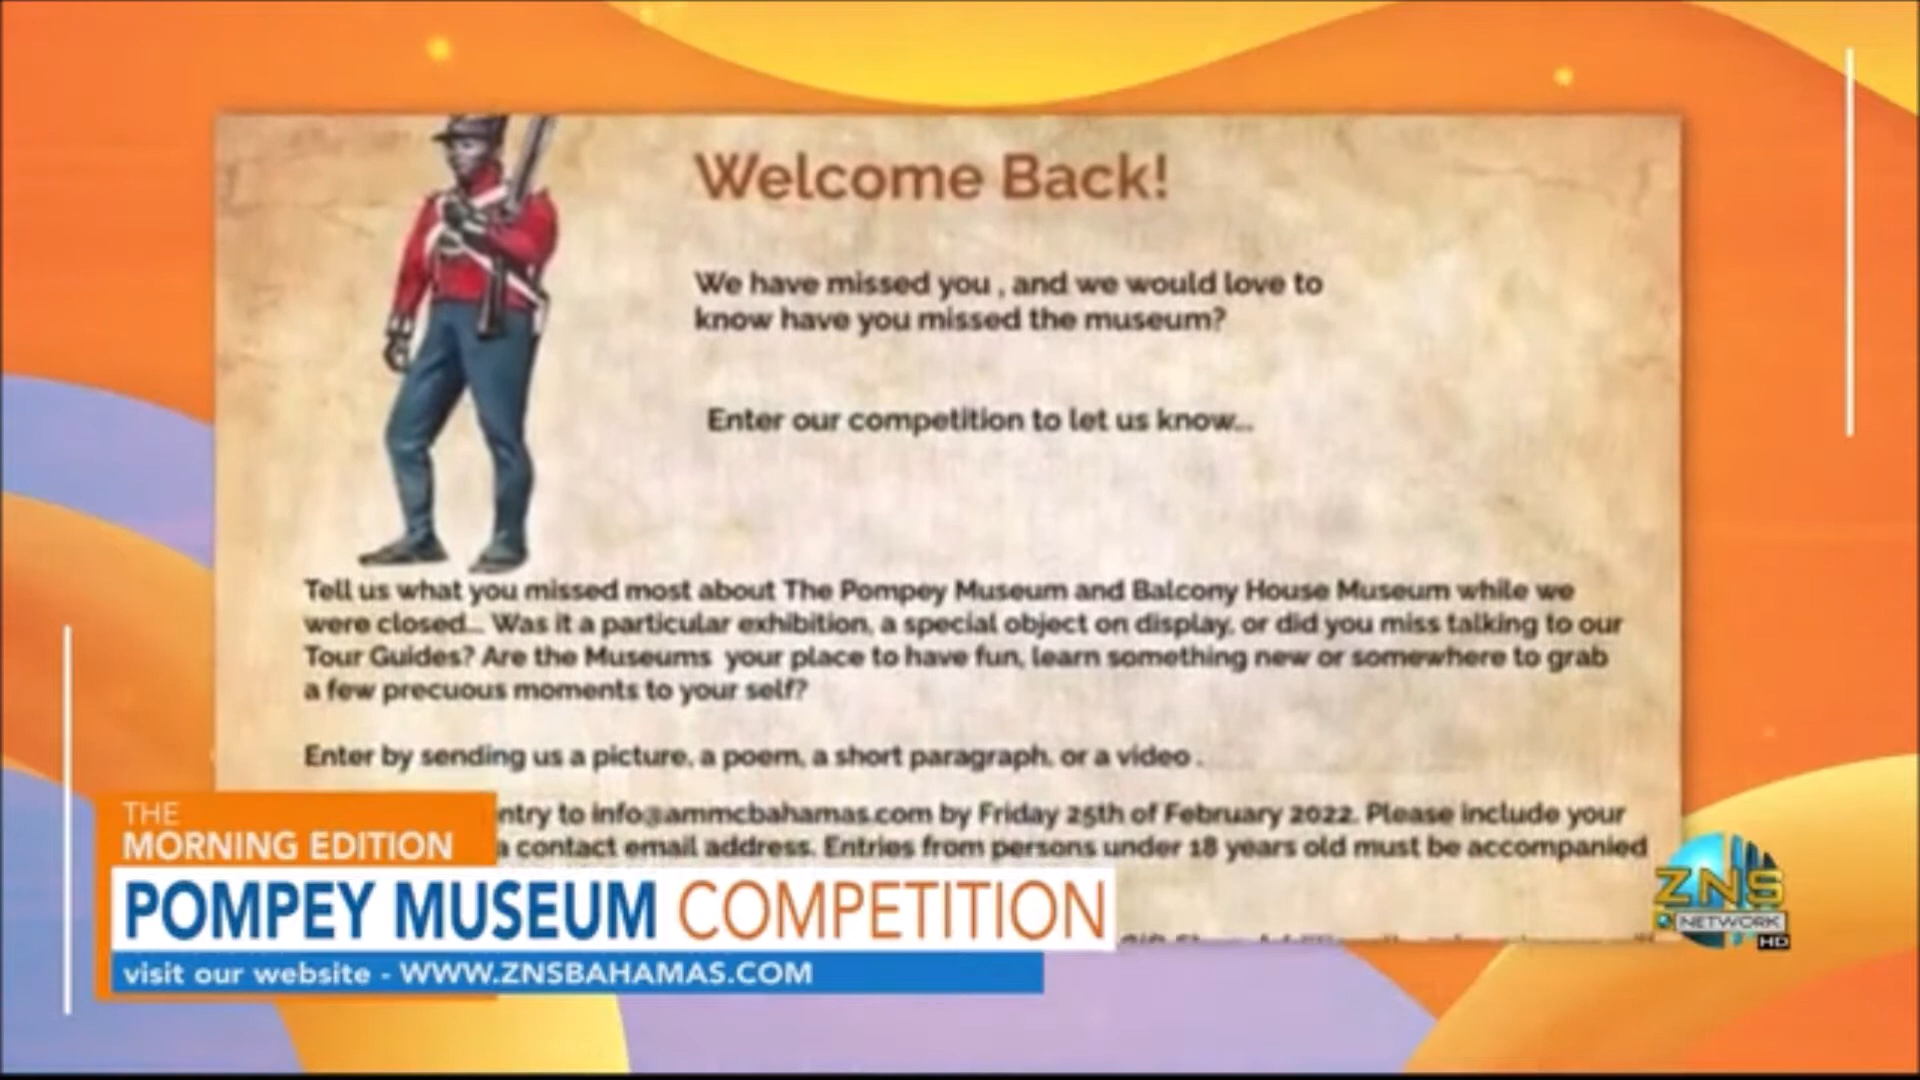 Welcome Back!
We have missed you , and we would love to
know have you missed the museum?
Enter our competition to let us know...
Tell us what you missed most about The Pompey Museum and Balcony House Museum while we
were closed... Was it a particular exhibition, a special object on display, or did you miss talking to our
Tour Guides? Are the Museums your place to have fun, learn something new or somewhere to grab
a few precuous moments to your self?
Enter by sending us a picture, a poem, a short paragraph, or a video .
ntry to info@ammcbahamas.com by Friday 25th of February 2022. Please include your
a contact email address. Entries from persons under 18 years old must be accompanied
THE
MORNING EDITION
POMPEY MUSEUM COMPETITION
visit our website - WWW.ZNSBAHAMAS.COM
ZNS
NETWORK
HD